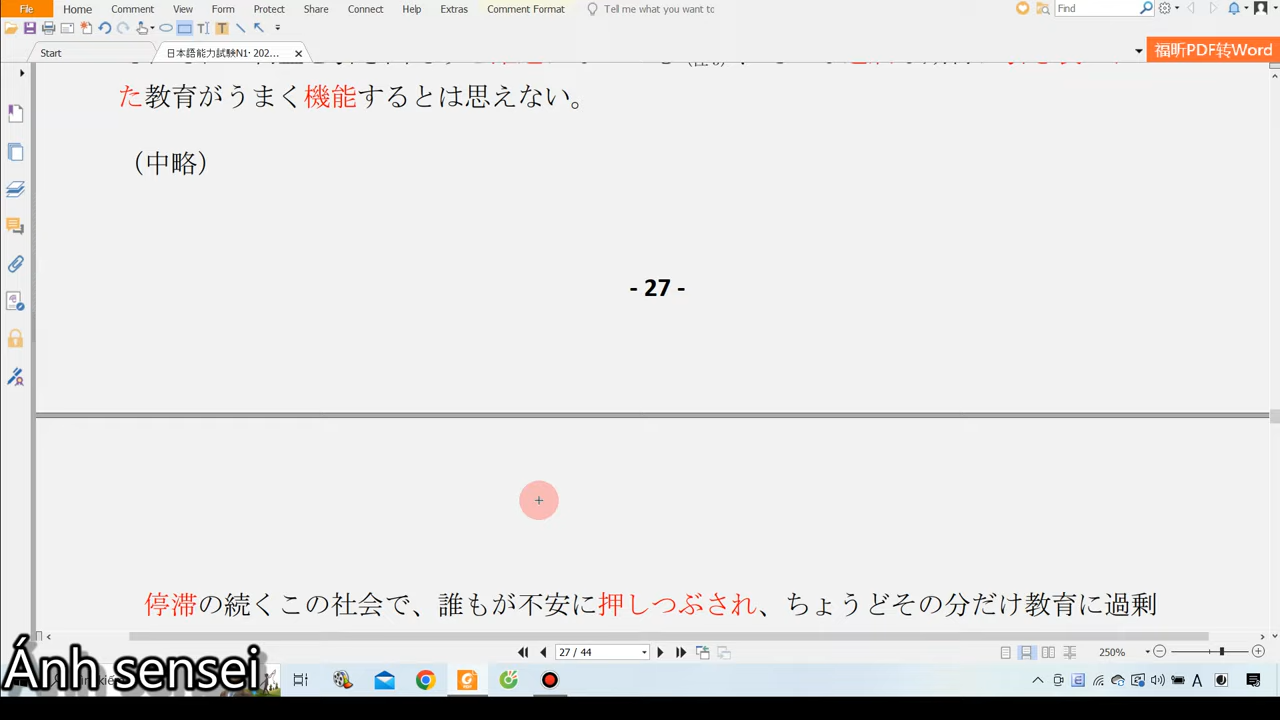 File Home Comment View Form Protect Share Connect Help Extras Comment Format Tell me what you want to Find
Start 日本語能力試験N1· 202... 福昕PDF转Word
た教育がうまく機能するとは思えない。
（中略）
- 27 -
停滞の続くこの社会で、誰もが不安に押しつぶされ、ちょうどその分だけ教育に過剰
27 / 44 250%
Ánh sensei